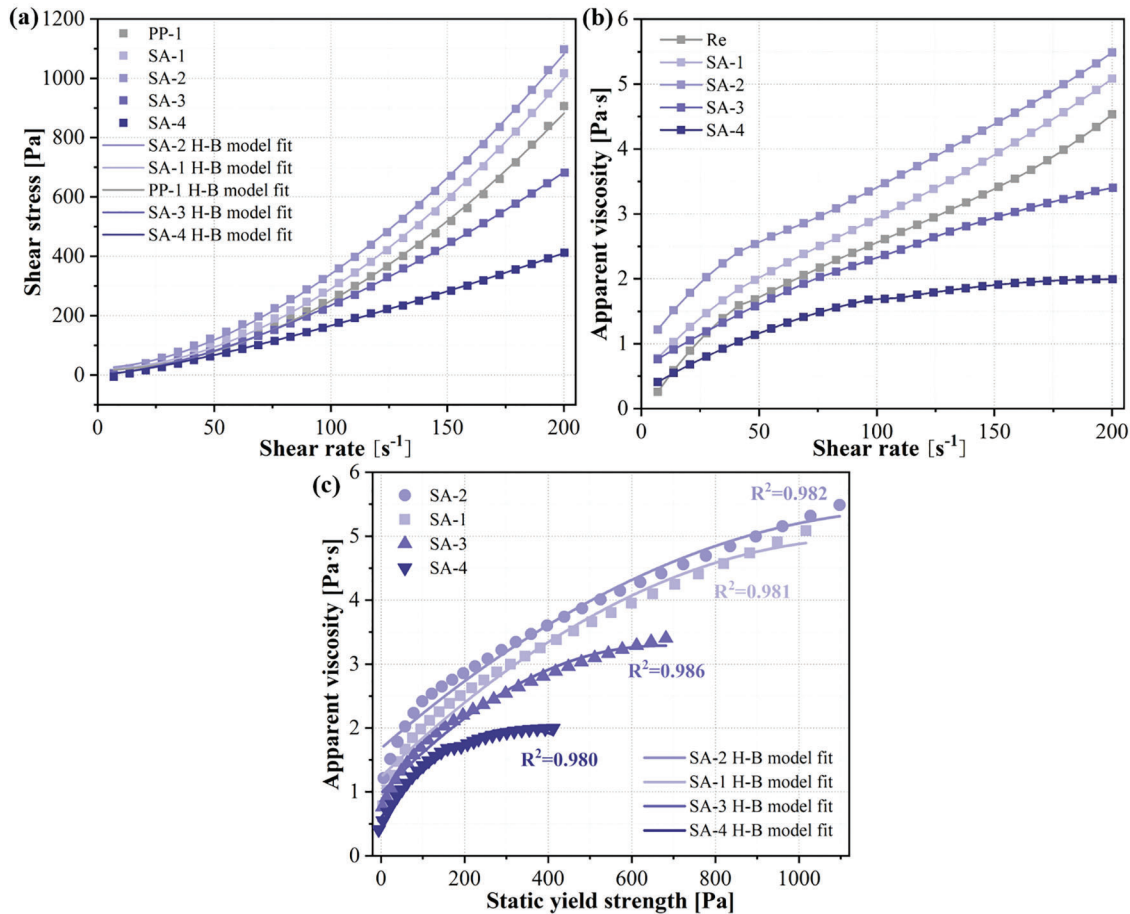 (a)
1200
1000
800
600
400
200
0
Shear stress [Pa]
PP-1
SA-1
SA-2
SA-3
SA-4
SA-2 H-B model fit
SA-1 H-B model fit
PP-1 H-B model fit
SA-3 H-B model fit
SA-4 H-B model fit
0 50 100 150 200
Shear rate [s⁻¹]
(b)
6
5
4
3
2
1
0
Apparent viscosity [Pa·s]
Re
SA-1
SA-2
SA-3
SA-4
0 50 100 150 200
Shear rate [s⁻¹]
(c)
6
5
4
3
2
1
0
Apparent viscosity [Pa·s]
SA-2
SA-1
SA-3
SA-4
R²=0.982
R²=0.981
R²=0.986
R²=0.980
SA-2 H-B model fit
SA-1 H-B model fit
SA-3 H-B model fit
SA-4 H-B model fit
0 200 400 600 800 1000
Static yield strength [Pa]